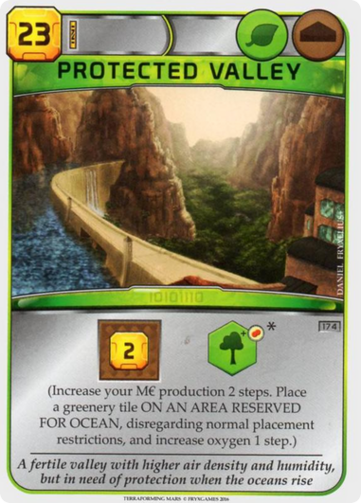 23
PROTECTED VALLEY
DANIEL FRYXELIUS
10101110
174
2
*
(Increase your M€ production 2 steps. Place
a greenery tile ON AN AREA RESERVED
FOR OCEAN, disregarding normal placement
restrictions, and increase oxygen 1 step.)
A fertile valley with higher air density and humidity,
but in need of protection when the oceans rise
TERRAFORMING MARS © FRYXGAMES 2016